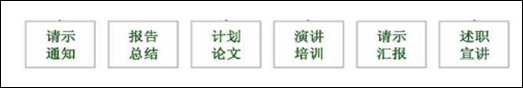 请示 报告 计划 演讲 请示 述职
通知 总结 论文 培训 汇报 宣讲